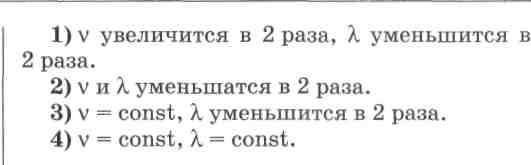 1) ν увеличится в 2 раза, λ уменьшится в
2 раза.
2) ν и λ уменьшатся в 2 раза.
3) ν = const, λ уменьшится в 2 раза.
4) ν = const, λ = const.